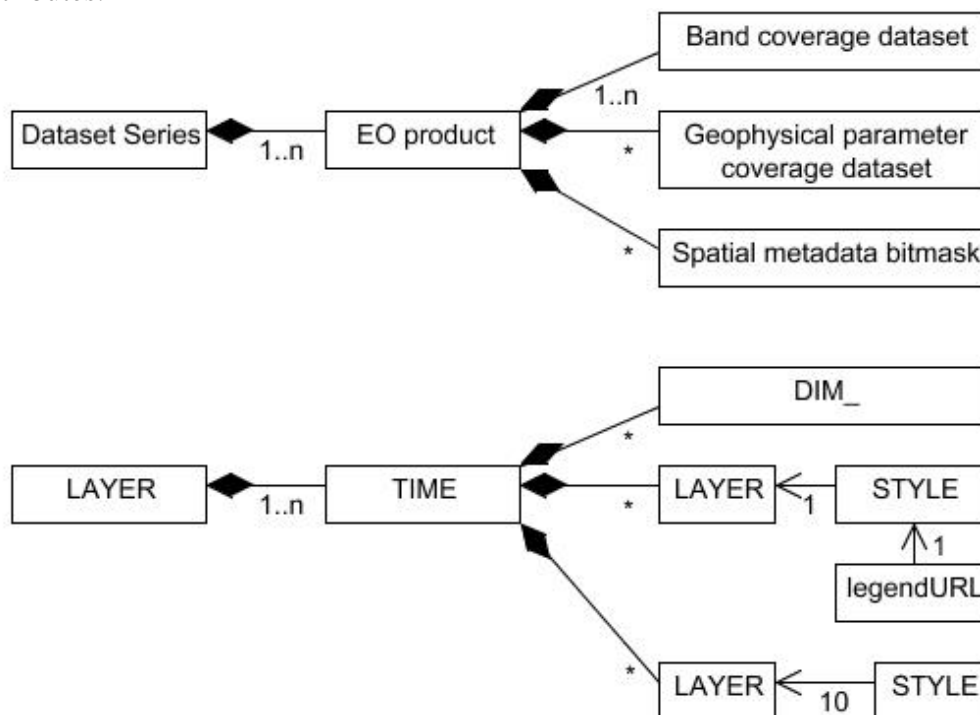 Band coverage dataset
1..n
Dataset Series
1..n
EO product
*
Geophysical parameter
coverage dataset
*
Spatial metadata bitmask
DIM_
*
LAYER
1..n
TIME
*
LAYER
1
STYLE
1
legendURL
*
LAYER
10
STYLE